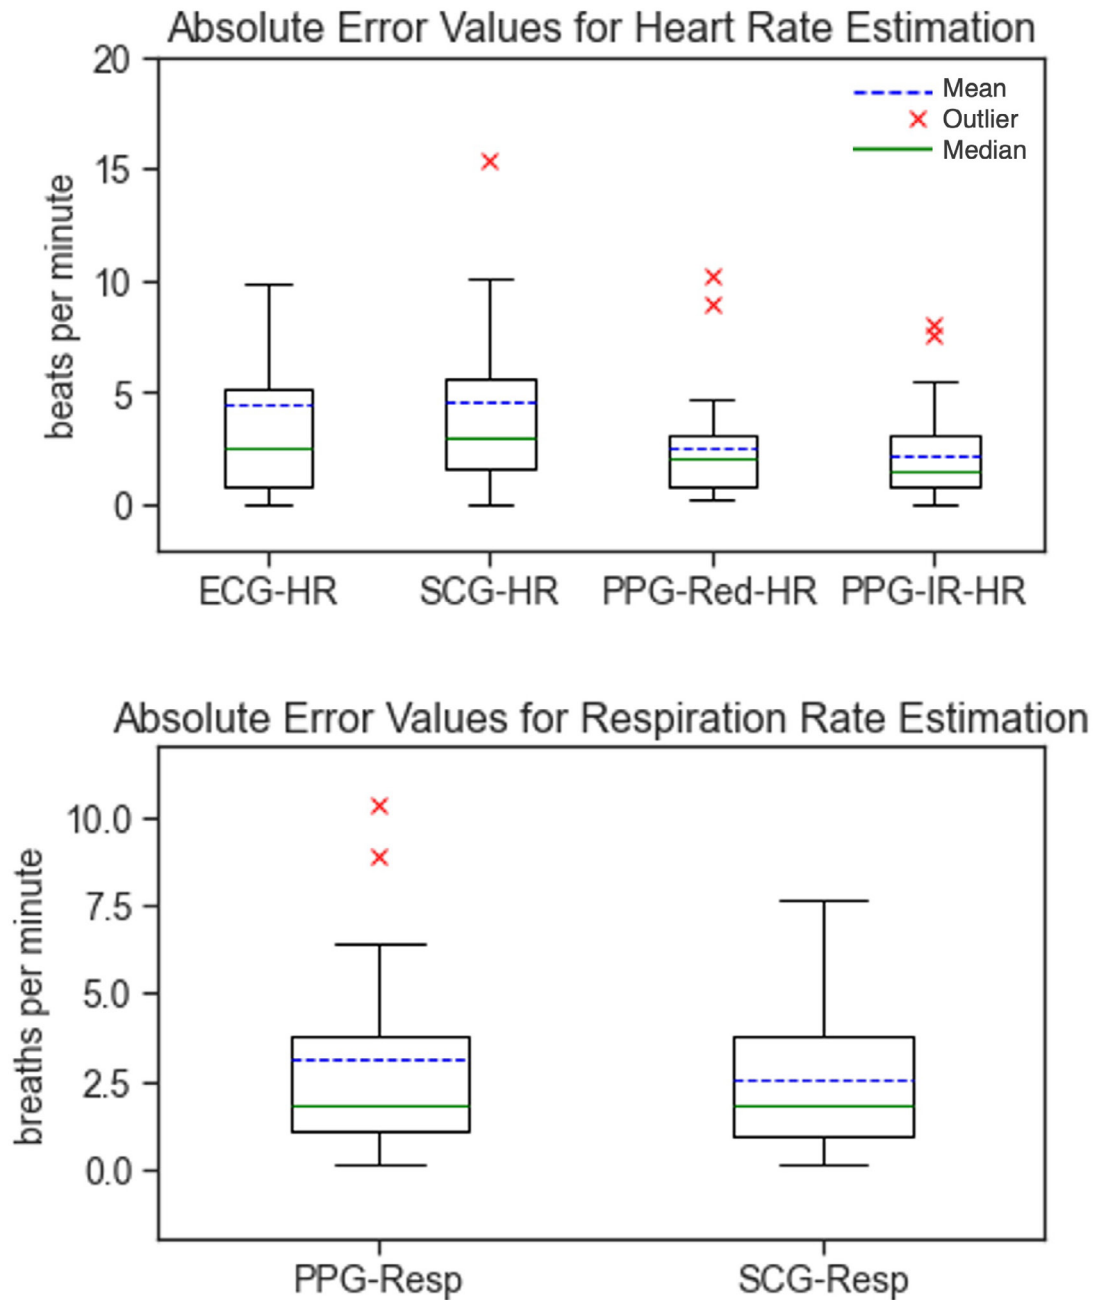 Absolute Error Values for Heart Rate Estimation
20
15
10
5
0
beats per minute
Mean
Outlier
Median
ECG-HR SCG-HR PPG-Red-HR PPG-IR-HR
Absolute Error Values for Respiration Rate Estimation
10.0
7.5
5.0
2.5
0.0
breaths per minute
PPG-Resp SCG-Resp